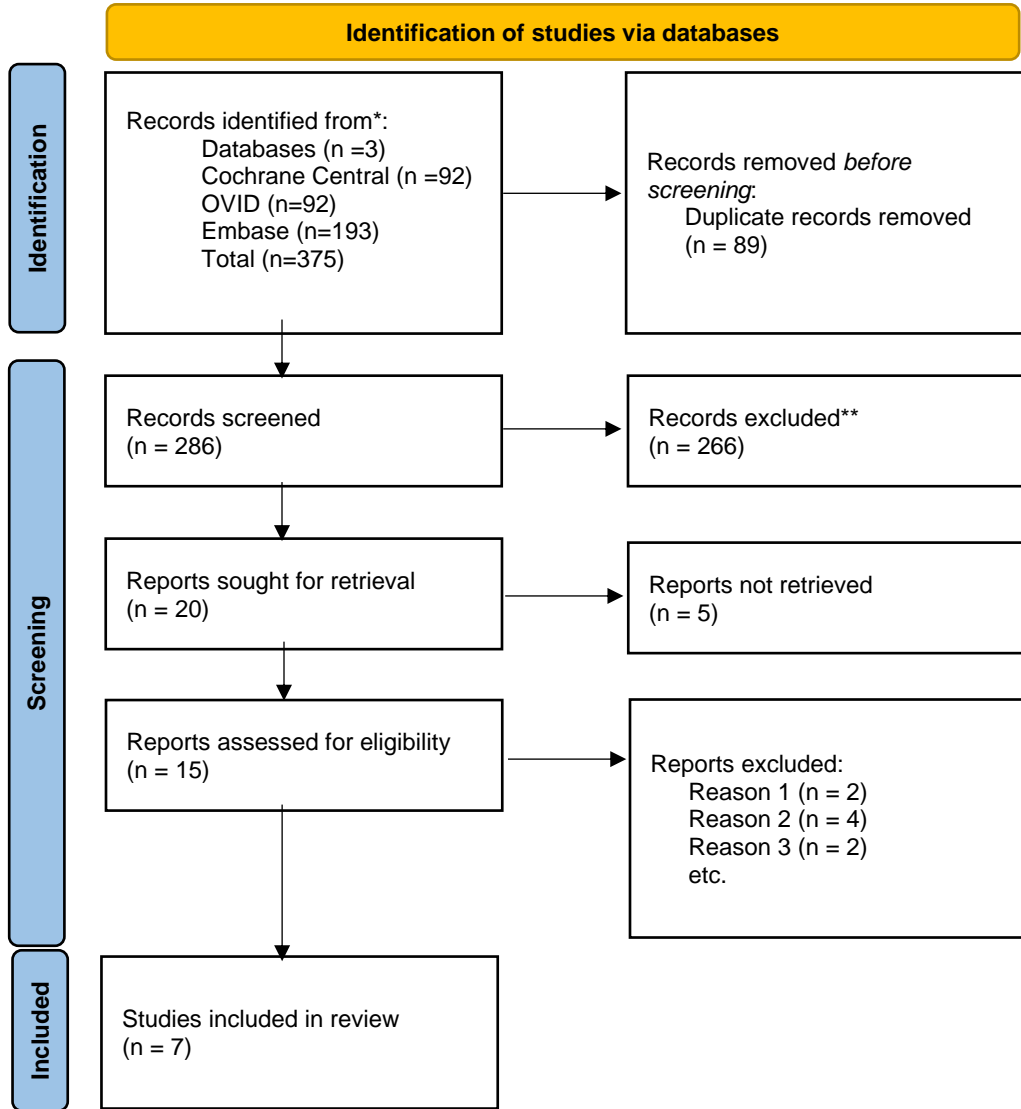 Identification of studies via databases
Identification
Records identified from*:
Databases (n =3)
Cochrane Central (n =92)
OVID (n=92)
Embase (n=193)
Total (n=375)
Records removed before
screening:
Duplicate records removed
(n = 89)
Screening
Records screened
(n = 286)
Records excluded**
(n = 266)
Reports sought for retrieval
(n = 20)
Reports not retrieved
(n = 5)
Reports assessed for eligibility
(n = 15)
Reports excluded:
Reason 1 (n = 2)
Reason 2 (n = 4)
Reason 3 (n = 2)
etc.
Included
Studies included in review
(n = 7)